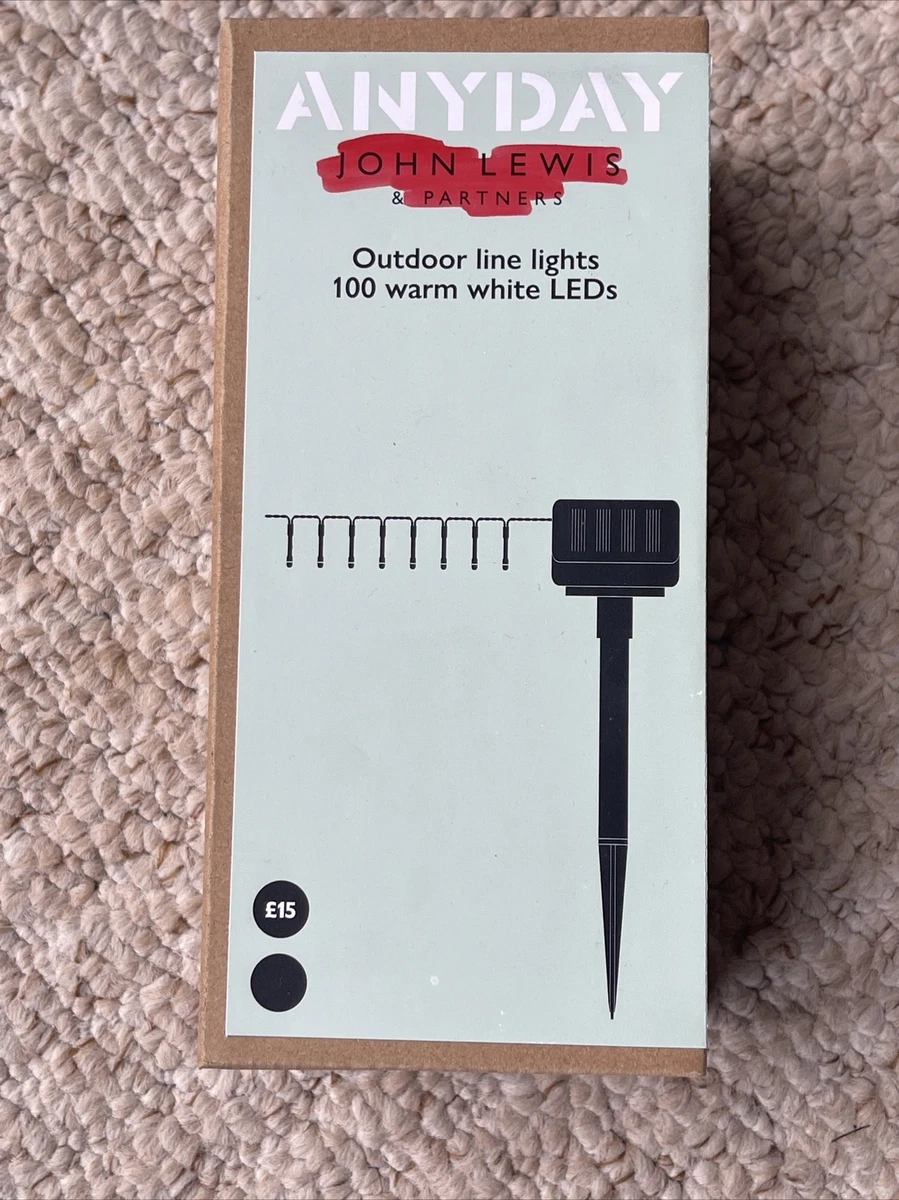 ANYDAY
JOHN LEWIS
& PARTNERS
Outdoor line lights
100 warm white LEDs
£15